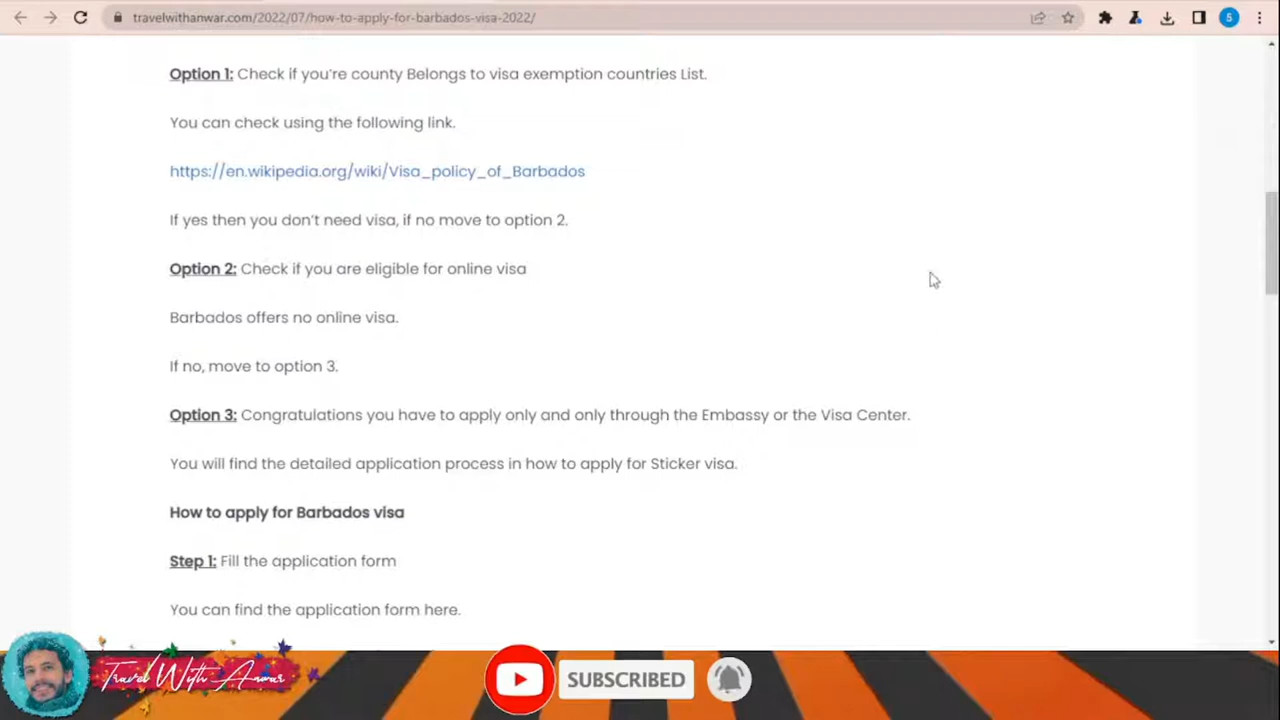 travelwithanwar.com/2022/07/how-to-apply-for-barbados-visa-2022/
5
Option 1: Check if you're county Belongs to visa exemption countries List.
You can check using the following link.
https://en.wikipedia.org/wiki/Visa_policy_of_Barbados
If yes then you don't need visa, if no move to option 2.
Option 2: Check if you are eligible for online visa
Barbados offers no online visa.
If no, move to option 3.
Option 3: Congratulations you have to apply only and only through the Embassy or the Visa Center.
You will find the detailed application process in how to apply for Sticker visa.
How to apply for Barbados visa
Step 1: Fill the application form
You can find the application form here.
Travel With Anwar
SUBSCRIBED